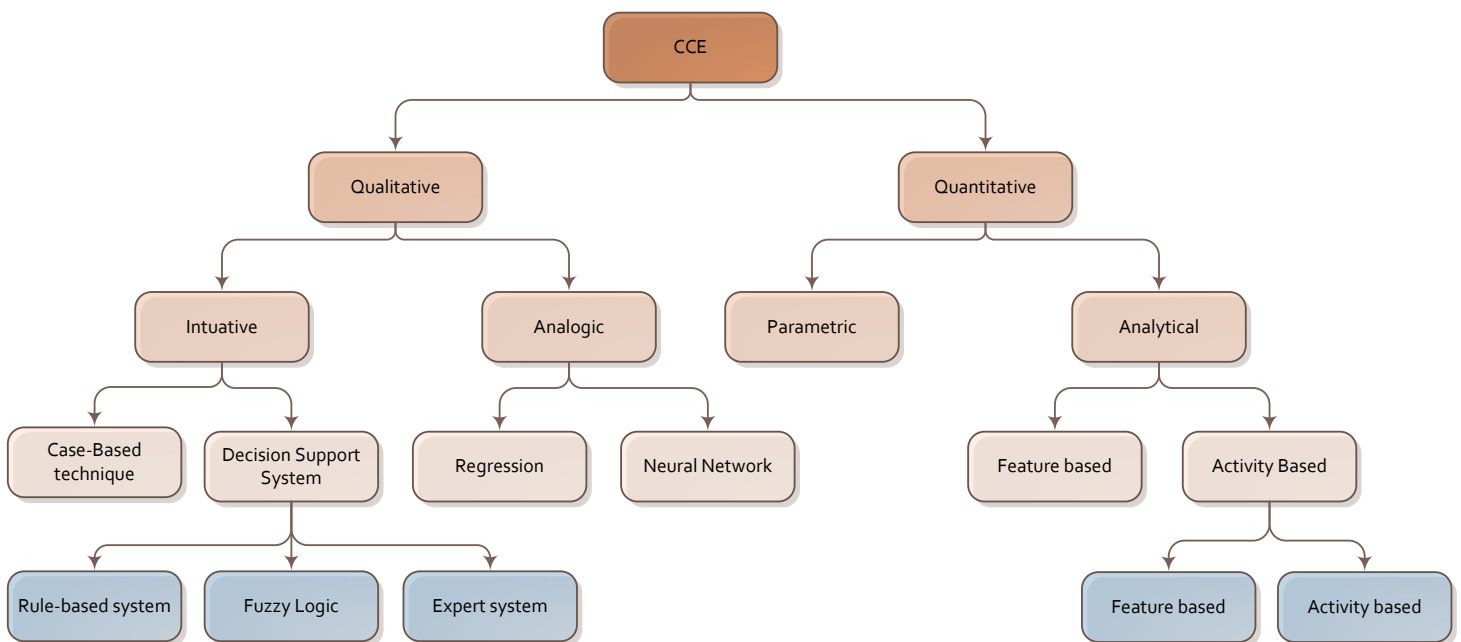 CCE
Qualitative
Quantitative
Intuative
Analogic
Parametric
Analytical
Case-Based
technique
Decision Support
System
Regression
Neural Network
Feature based
Activity Based
Rule-based system
Fuzzy Logic
Expert system
Feature based
Activity based